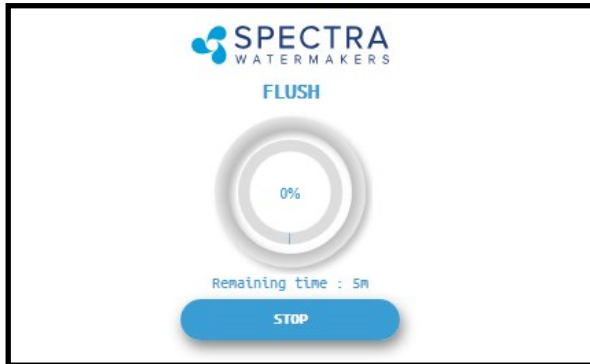 SPECTRA
WATERMAKERS
FLUSH
0%
Remaining time : 5m
STOP